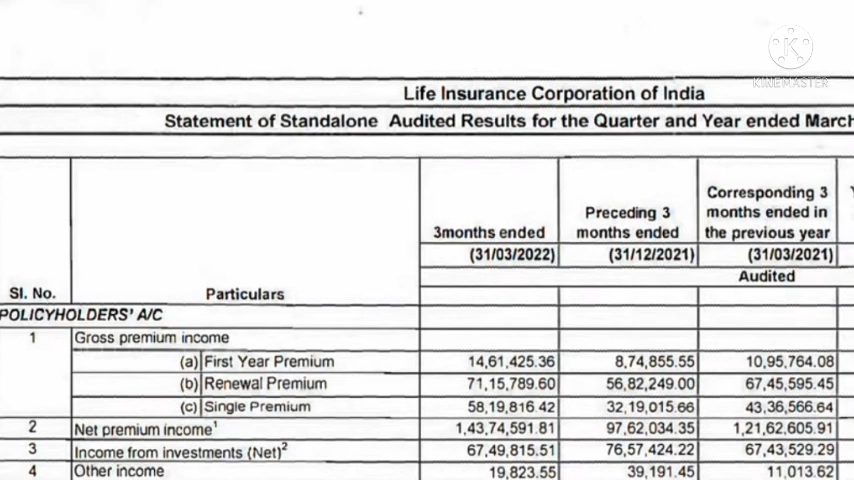 KINEMASTER
Life Insurance Corporation of India
Statement of Standalone Audited Results for the Quarter and Year ended March
Sl. No. Particulars 3months ended (31/03/2022) Preceding 3 months ended (31/12/2021) Corresponding 3 months ended in the previous year (31/03/2021)
Audited
POLICYHOLDERS' A/C
1 Gross premium income
(a) First Year Premium 14,61,425.36 8,74,855.55 10,95,764.08
(b) Renewal Premium 71,15,789.60 56,82,249.00 67,45,595.45
(c) Single Premium 58,19,816.42 32,19,015.66 43,36,566.64
2 Net premium income1 1,43,74,591.81 97,62,034.35 1,21,62,605.91
3 Income from investments (Net)2 67,49,815.51 76,57,424.22 67,43,529.29
4 Other income 19,823.55 39,191.45 11,013.62